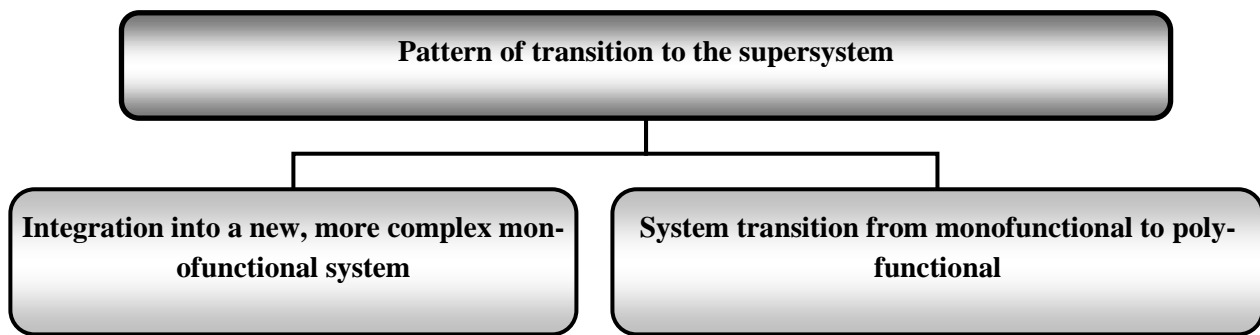 Pattern of transition to the supersystem
Integration into a new, more complex mon-
ofunctional system
System transition from monofunctional to poly-
functional